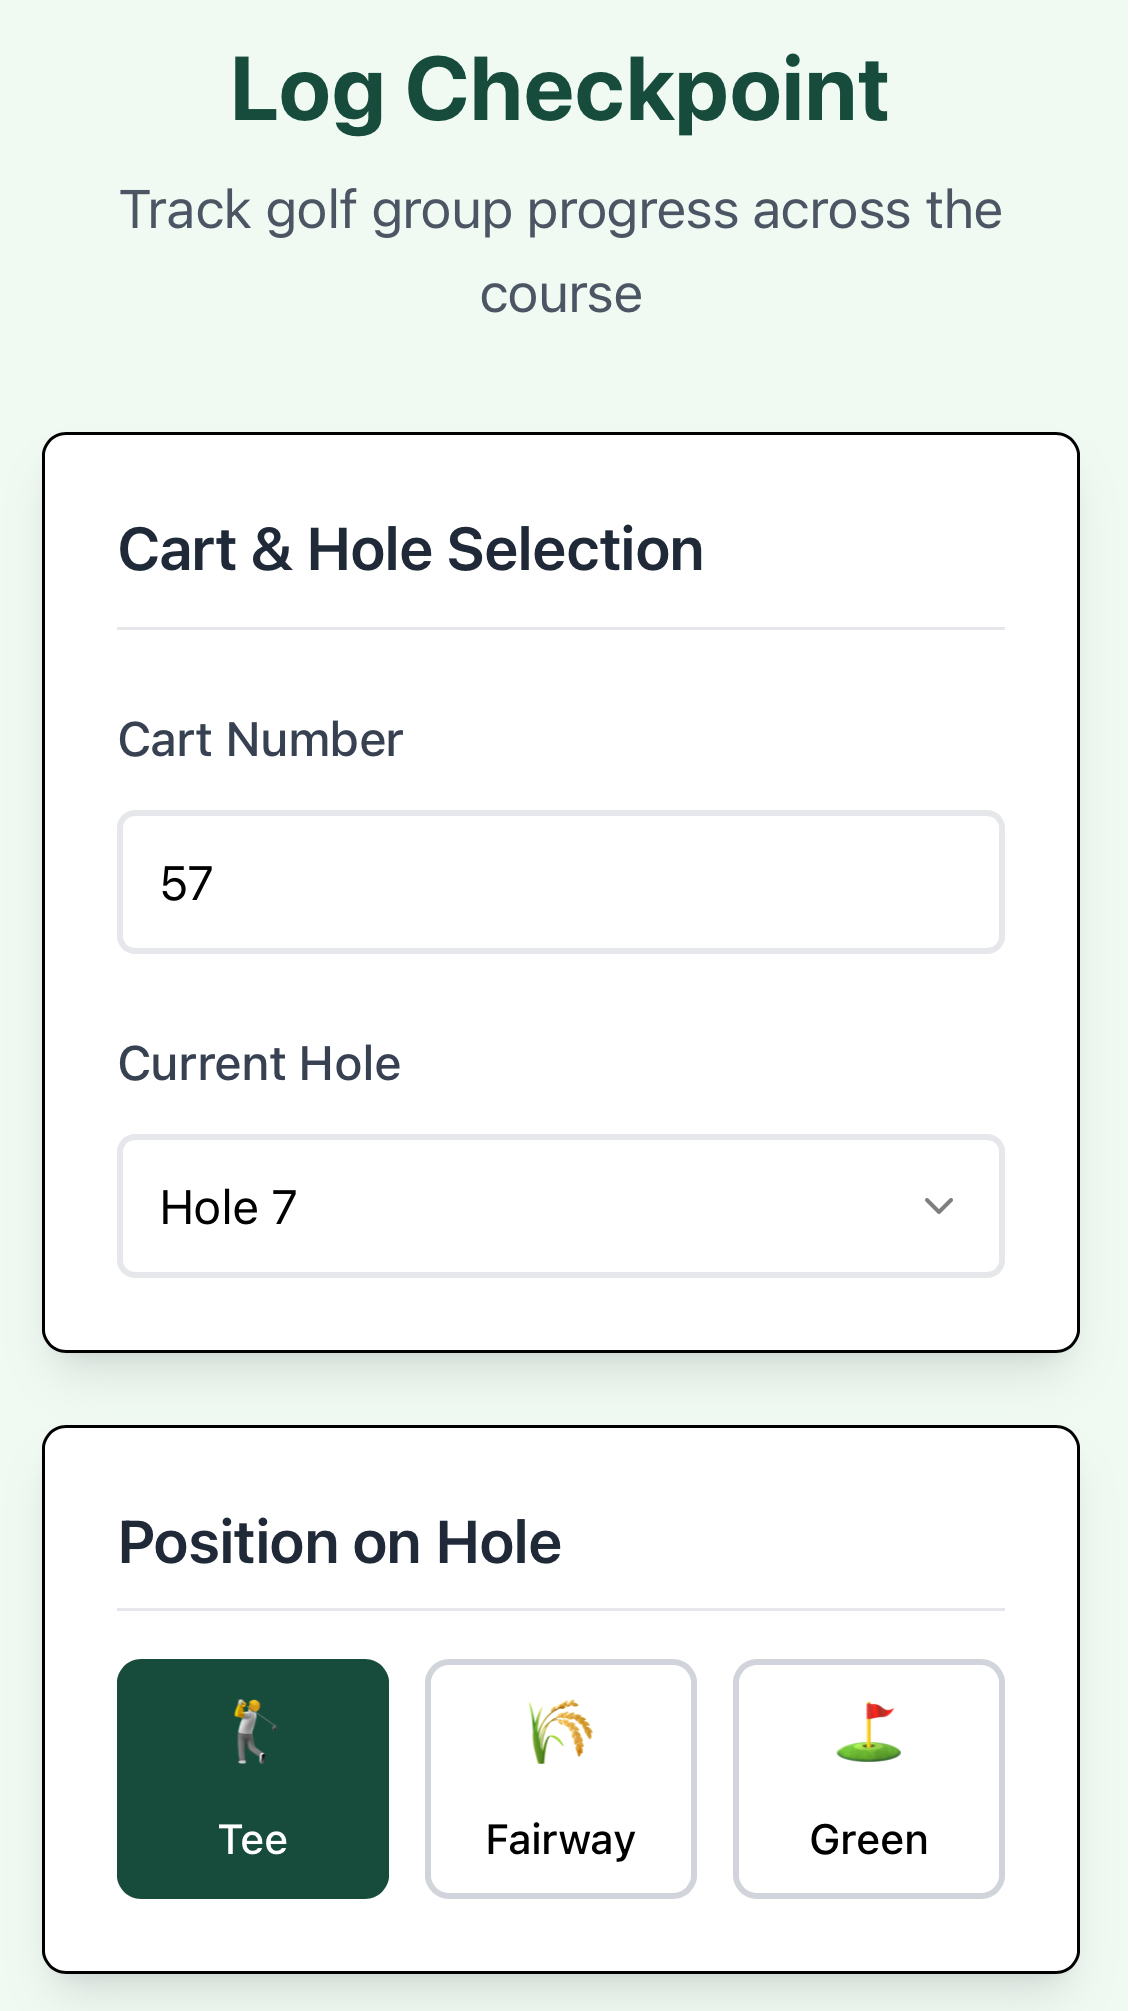 Log Checkpoint
Track golf group progress across the
course
Cart & Hole Selection
Cart Number
57
Current Hole
Hole 7
Position on Hole
Tee
Fairway
Green